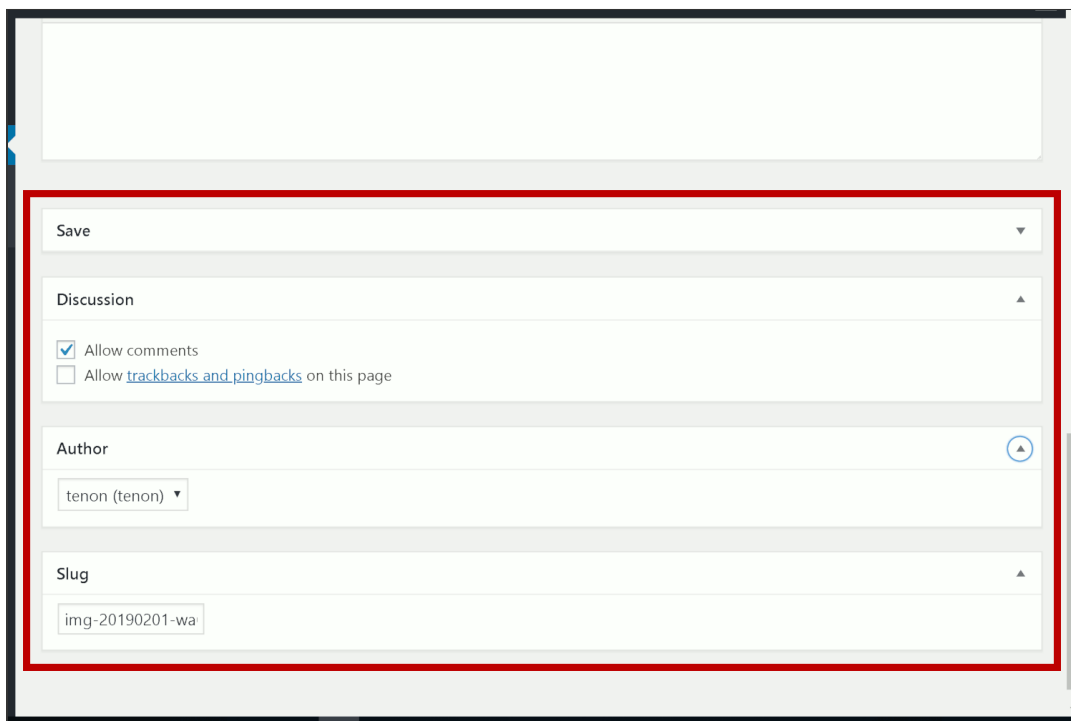 Save
Discussion
Allow comments
Allow trackbacks and pingbacks on this page
Author
tenon (tenon)
Slug
img-20190201-wa